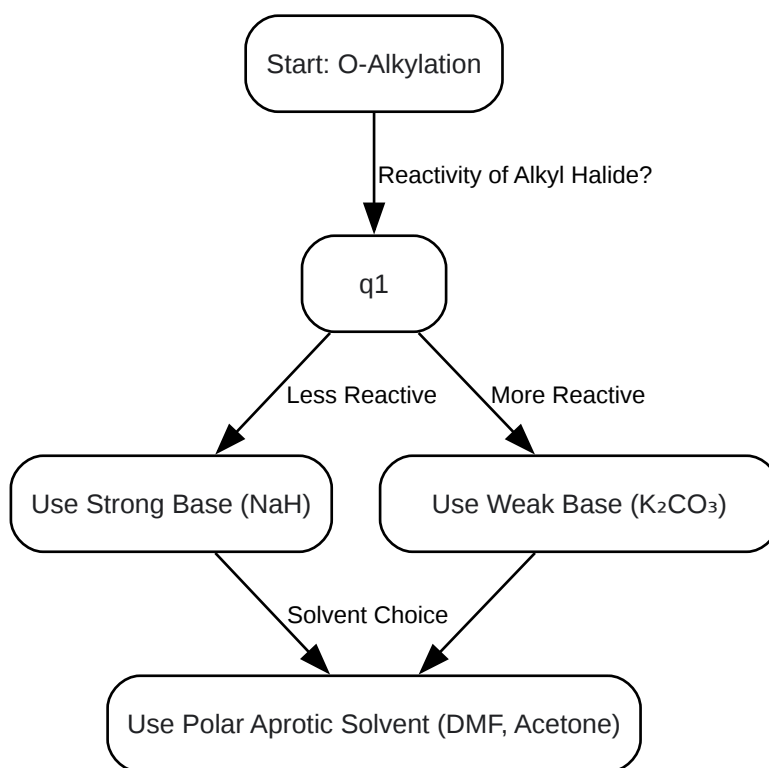 Start: O-Alkylation
Reactivity of Alkyl Halide?
q1
Less Reactive
More Reactive
Use Strong Base (NaH)
Use Weak Base (K₂CO₃)
Solvent Choice
Use Polar Aprotic Solvent (DMF, Acetone)